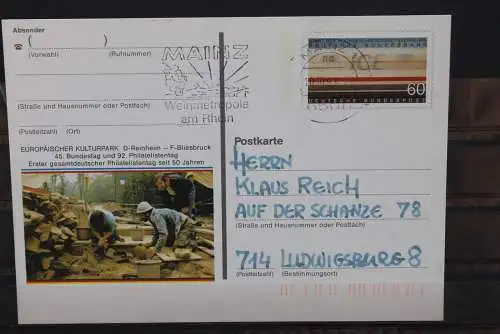 Absender
(Vorwahl)
(Rufnummer)
(Straße und Hausnummer oder Postfach)
(Postleitzahl) (Ort)
MAINZ
Weinmetropole
am Rhein
DEUTSCHE BUNDESPOST
60
EUROPÄISCHER KULTURPARK D-Reinheim – F-Bliesbruck
45. Bundestag und 92. Philatelistentag
Erster gesamtdeutscher Philatelistentag seit 50 Jahren
Postkarte
HERRN
KLAUS REICH
AUF DER SCHANZE 78
(Straße und Hausnummer oder Postfach)
714 LUDWIGSBURG 8
(Postleitzahl) (Bestimmungsort)